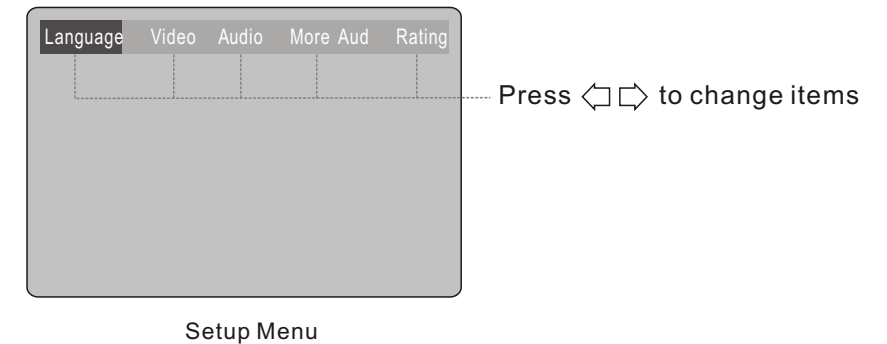 Language Video Audio More Aud Rating
Press to change items
Setup Menu